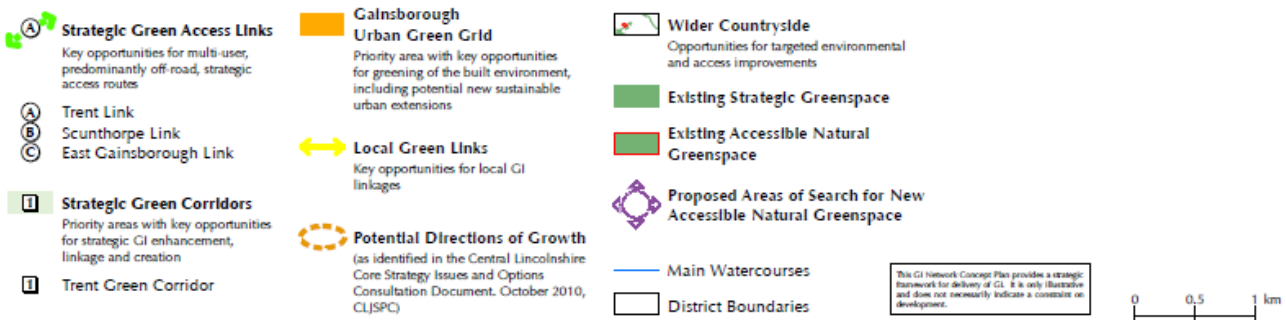 A Strategic Green Access Links
Key opportunities for multi-user,
predominantly off-road, strategic
access routes
A Trent Link
B Scunthorpe Link
C East Gainsborough Link
1 Strategic Green Corridors
Priority areas with key opportunities
for strategic GI enhancement,
linkage and creation
1 Trent Green Corridor
Gainsborough
Urban Green Grid
Priority area with key opportunities
for greening of the built environment,
including potential new sustainable
urban extensions
Local Green Links
Key opportunities for local GI
linkages
Potential Directions of Growth
(as identified in the Central Lincolnshire
Core Strategy Issues and Options
Consultation Document. October 2010,
CLJSPC)
Wider Countryside
Opportunities for targeted environmental
and access improvements
Existing Strategic Greenspace
Existing Accessible Natural
Greenspace
Proposed Areas of Search for New
Accessible Natural Greenspace
Main Watercourses
District Boundaries
This GI Network Concept Plan provides a strategic
framework for delivery of GI. It is only illustrative
and does not necessarily indicate a constraint on
development.
0 0.5 1 km